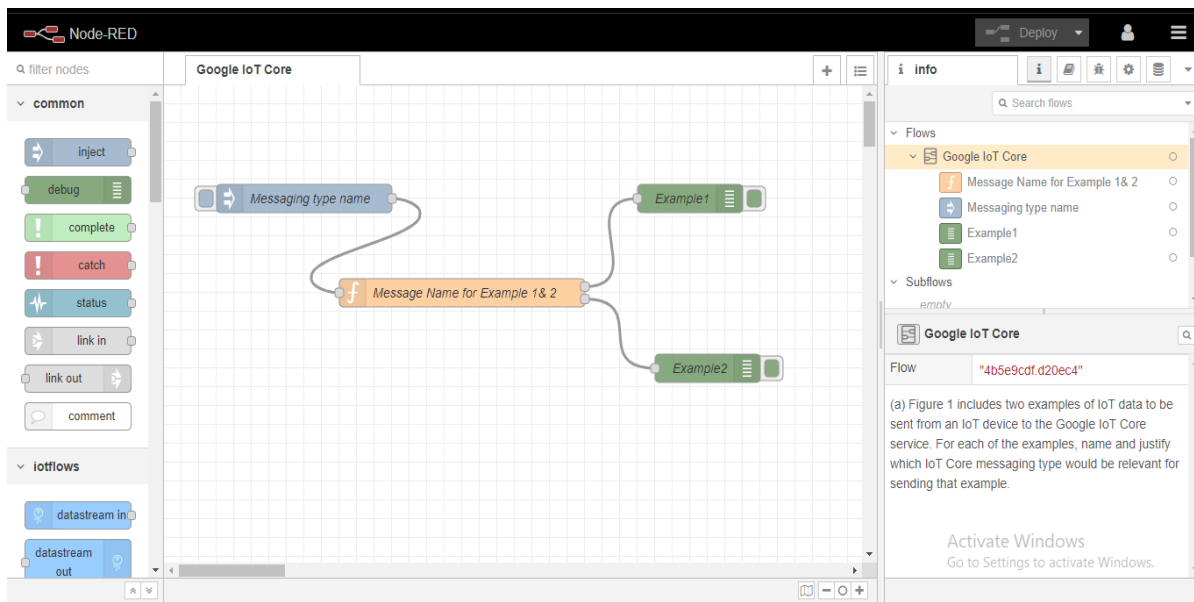 Node-RED
Deploy
filter nodes
Google IoT Core
i info
i
Search flows
common
inject
debug
complete
catch
status
link in
link out
comment
iotflows
datastream in
datastream
out
Messaging type name
Message Name for Example 1& 2
Example1
Example2
Flows
Google IoT Core
Message Name for Example 1& 2
Messaging type name
Example1
Example2
Subflows
empty
Google IoT Core
Flow "4b5e9cdf.d20ec4"
(a) Figure 1 includes two examples of IoT data to be
sent from an IoT device to the Google IoT Core
service. For each of the examples, name and justify
which IoT Core messaging type would be relevant for
sending that example.
Activate Windows
Go to Settings to activate Windows.